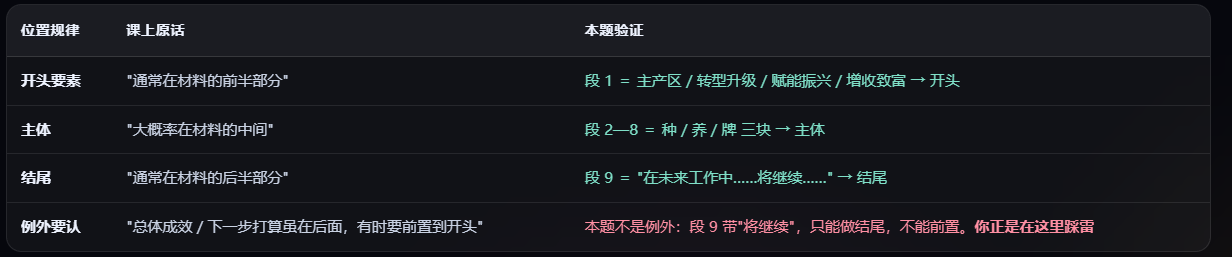 位置规律 课上原话 本题验证
开头要素 "通常在材料的前半部分" 段 1 = 主产区 / 转型升级 / 赋能振兴 / 增收致富 → 开头
主体 "大概率在材料的中间" 段 2—8 = 种 / 养 / 牌 三块 → 主体
结尾 "通常在材料的后半部分" 段 9 = "在未来工作中……将继续……" → 结尾
例外要认 "总体成效 / 下一步打算虽在后面，有时要前置到开头" 本题不是例外：段 9 带"将继续"，只能做结尾，不能前置。你正是在这里踩雷